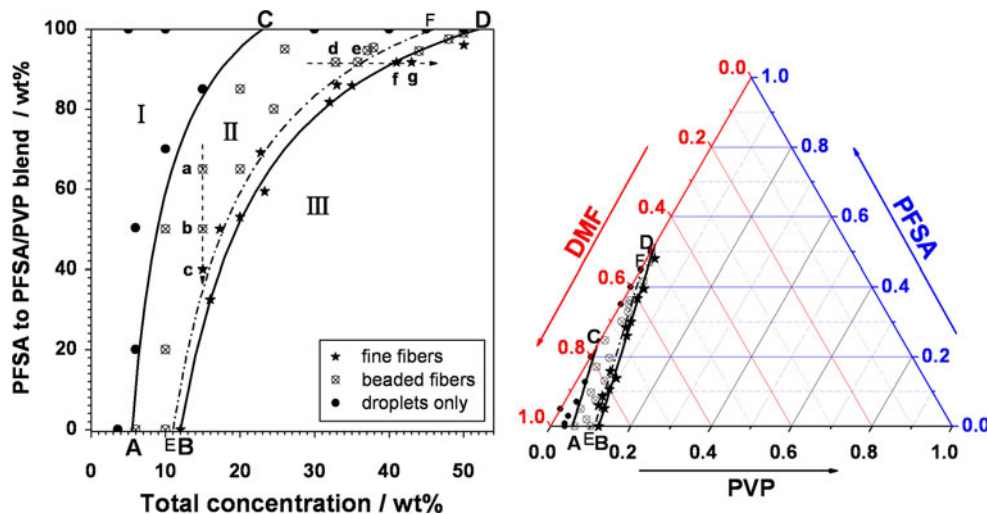 C
F
D
100
80
60
40
20
0
PFSA to PFSA/PVP blend / wt%
I
II
III
d
e
f
g
a
b
c
fine fibers
beaded fibers
droplets only
A
E
B
0
10
20
30
40
50
Total concentration / wt%
0.0
1.0
0.2
0.8
0.4
0.6
0.6
0.4
0.8
0.2
1.0
0.0
DMF
PFSA
D
F
C
A
E
B
0.0
0.2
0.4
0.6
0.8
1.0
PVP